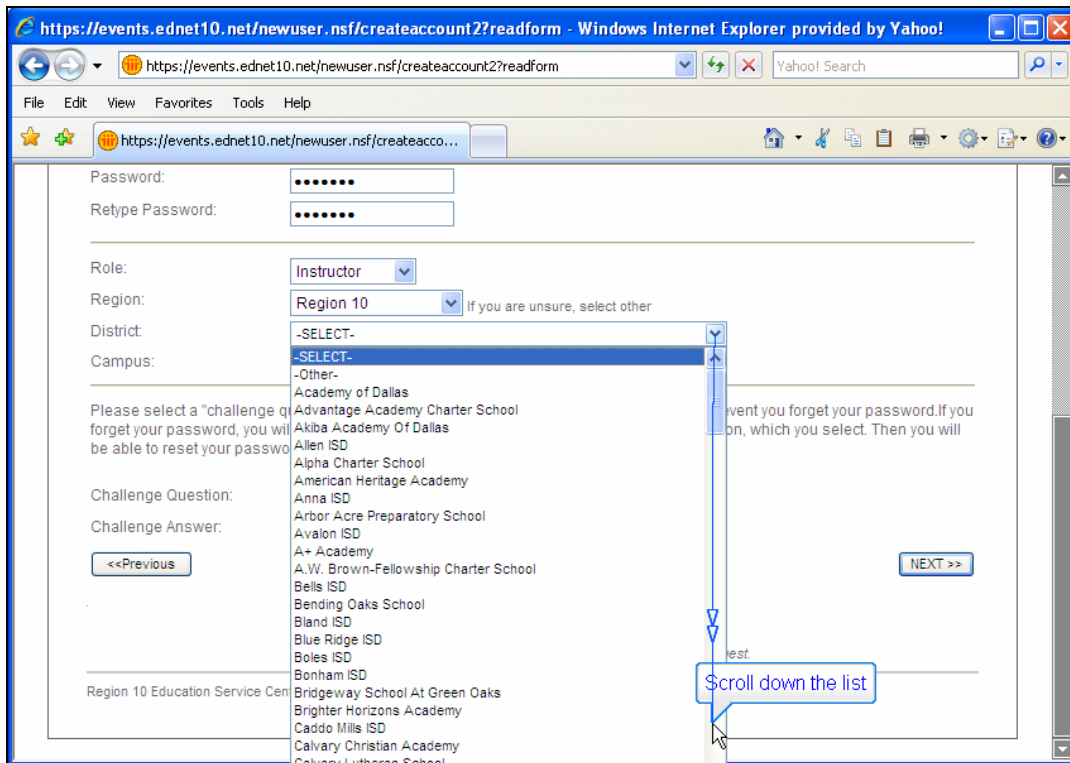 https://events.ednet10.net/newuser.nsf/createaccount2?readform - Windows Internet Explorer provided by Yahoo!
https://events.ednet10.net/newuser.nsf/createaccount2?readform
Yahoo! Search
File Edit View Favorites Tools Help
https://events.ednet10.net/newuser.nsf/createacco...
Password:
Retype Password:
Role: Instructor
Region: Region 10 If you are unsure, select other
District: -SELECT-
Campus:
-SELECT-
-Other-
Academy of Dallas
Advantage Academy Charter School
Akiba Academy Of Dallas
Allen ISD
Alpha Charter School
American Heritage Academy
Anna ISD
Arbor Acre Preparatory School
Avalon ISD
A+ Academy
A.W. Brown-Fellowship Charter School
Bells ISD
Bending Oaks School
Bland ISD
Blue Ridge ISD
Boles ISD
Bonham ISD
Bridgeway School At Green Oaks
Brighter Horizons Academy
Caddo Mills ISD
Calvary Christian Academy
Calvary Lutheran School
Please select a "challenge q vent you forget your password.If you
forget your password, you wil on, which you select. Then you will
be able to reset your passwo
Challenge Question:
Challenge Answer:
<<Previous
NEXT >>
est.
Scroll down the list
Region 10 Education Service Cen